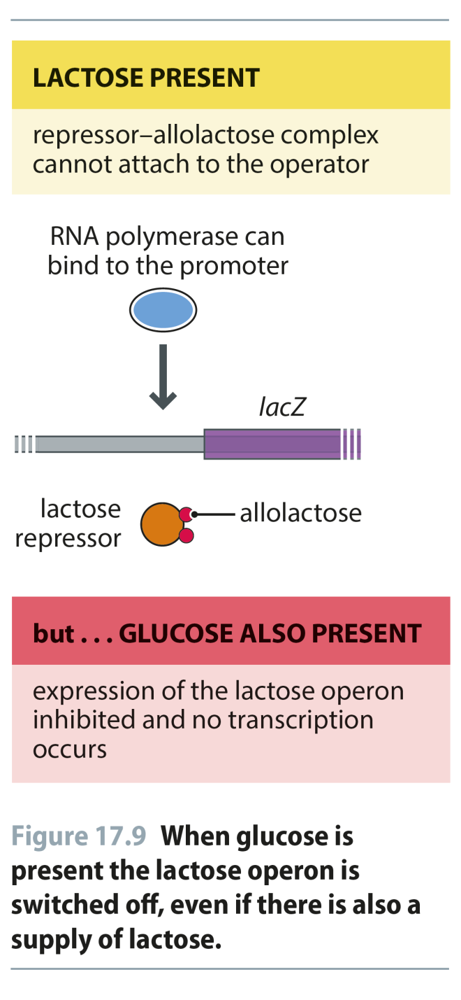 LACTOSE PRESENT
repressor–allolactose complex
cannot attach to the operator
RNA polymerase can
bind to the promoter
lacZ
lactose
repressor
allolactose
but . . . GLUCOSE ALSO PRESENT
expression of the lactose operon
inhibited and no transcription
occurs
Figure 17.9 When glucose is
present the lactose operon is
switched off, even if there is also a
supply of lactose.